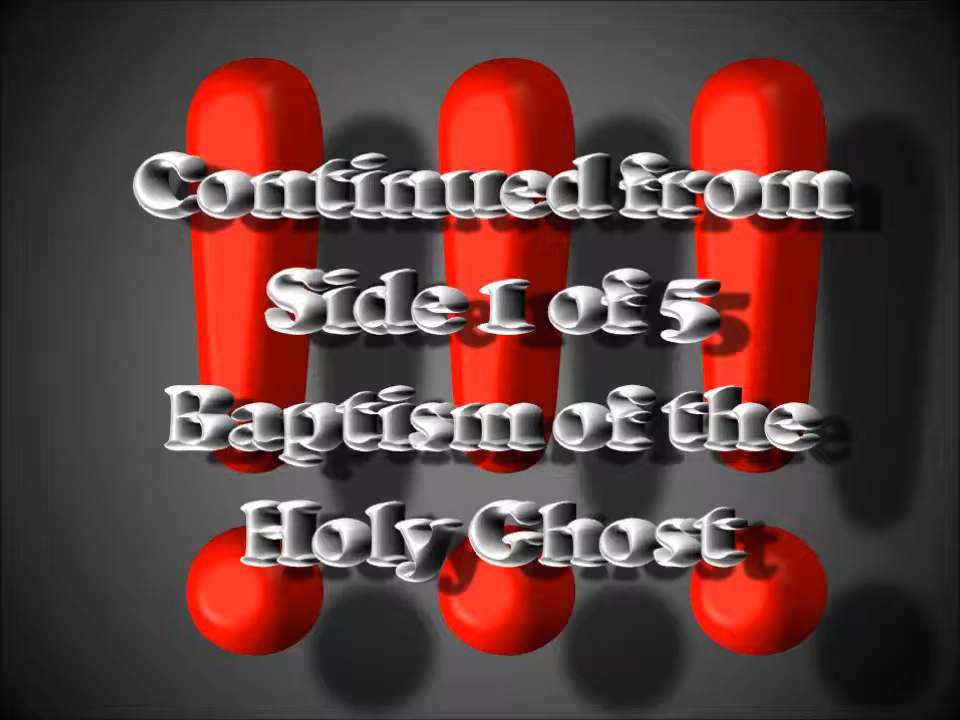 Continued from
Side 1 of 5
Baptism of the
Holy Ghost